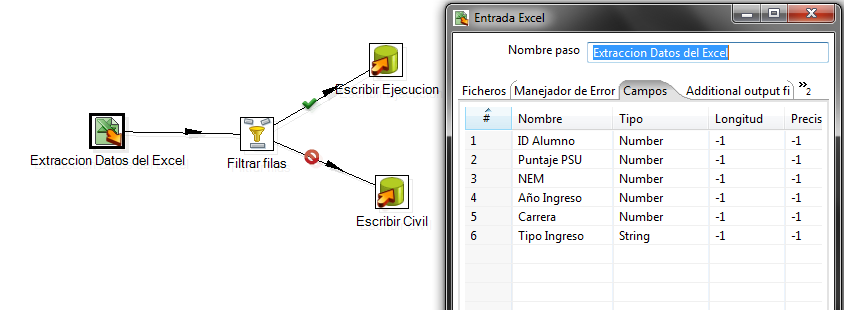 Escribir Ejecucion
Extraccion Datos del Excel
Filtrar filas
Escribir Civil
Entrada Excel
Nombre paso Extraccion Datos del Excel
Ficheros Manejador de Error Campos Additional output fi »2
# Nombre Tipo Longitud Precis
1 ID Alumno Number -1 -1
2 Puntaje PSU Number -1 -1
3 NEM Number -1 -1
4 Año Ingreso Number -1 -1
5 Carrera Number -1 -1
6 Tipo Ingreso String -1 -1